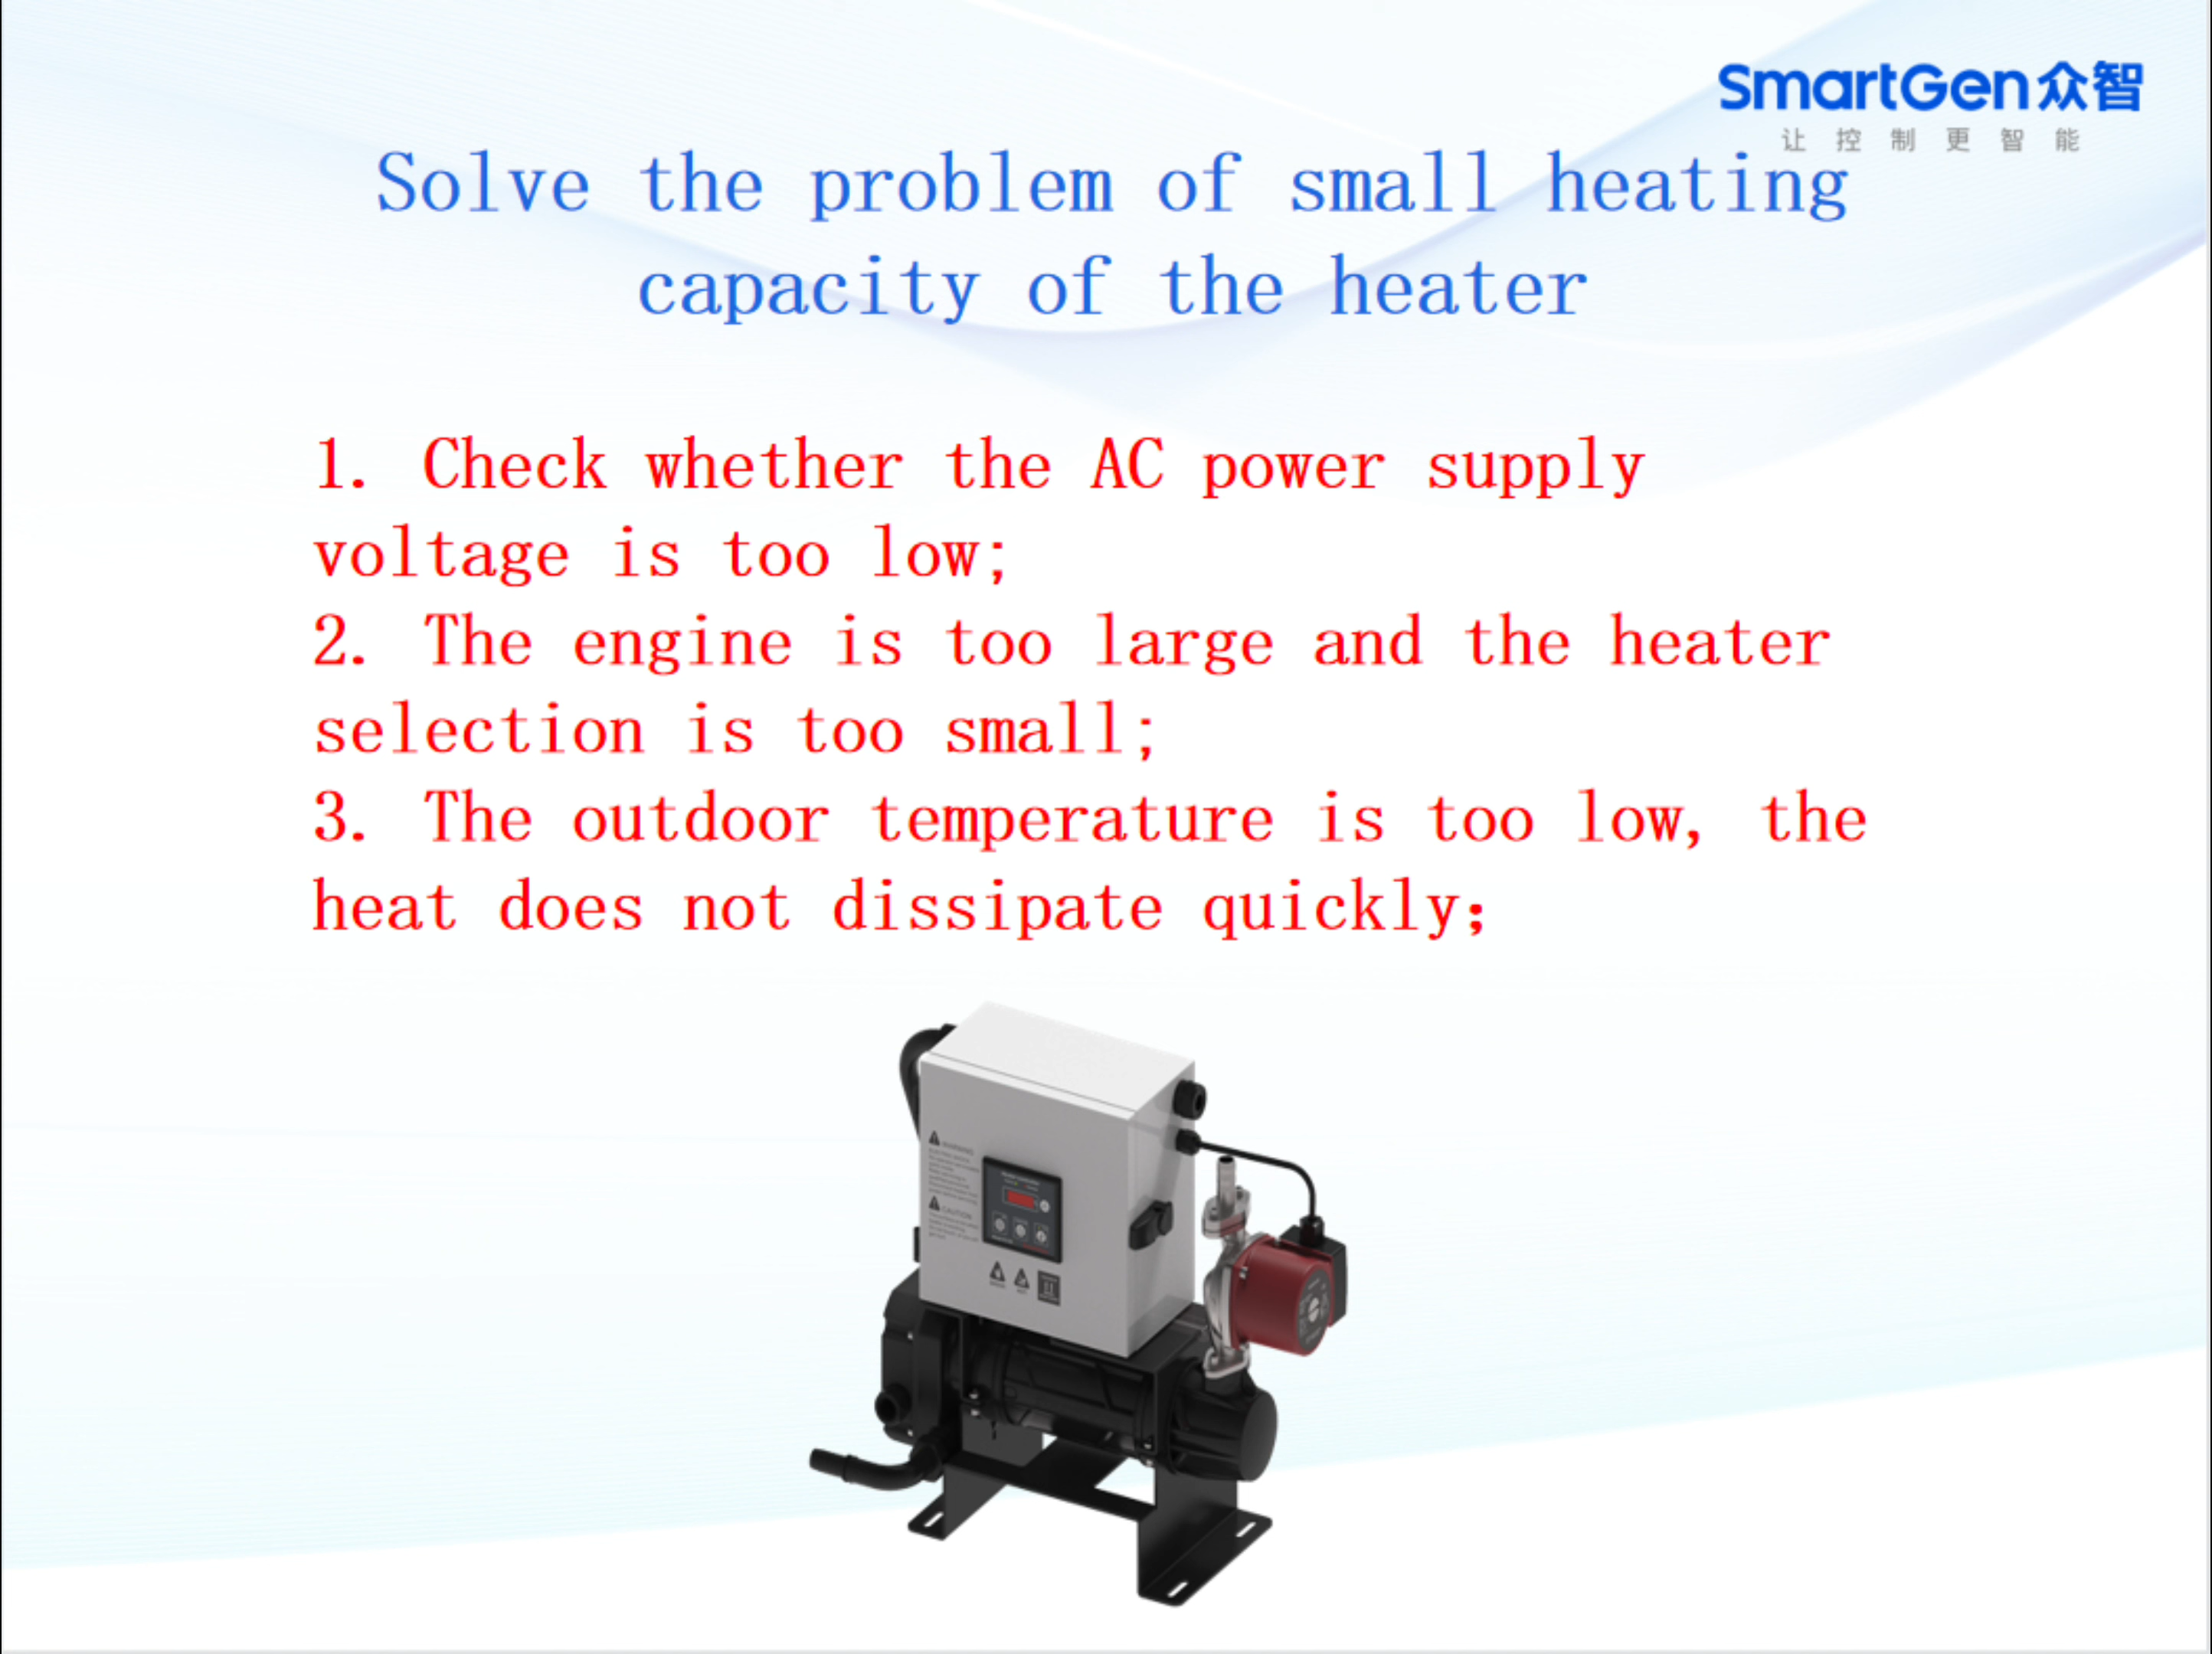 SmartGen众智
让控制更智能
Solve the problem of small heating
capacity of the heater
1. Check whether the AC power supply
voltage is too low;
2. The engine is too large and the heater
selection is too small;
3. The outdoor temperature is too low, the
heat does not dissipate quickly;
WARNING
CAUTION